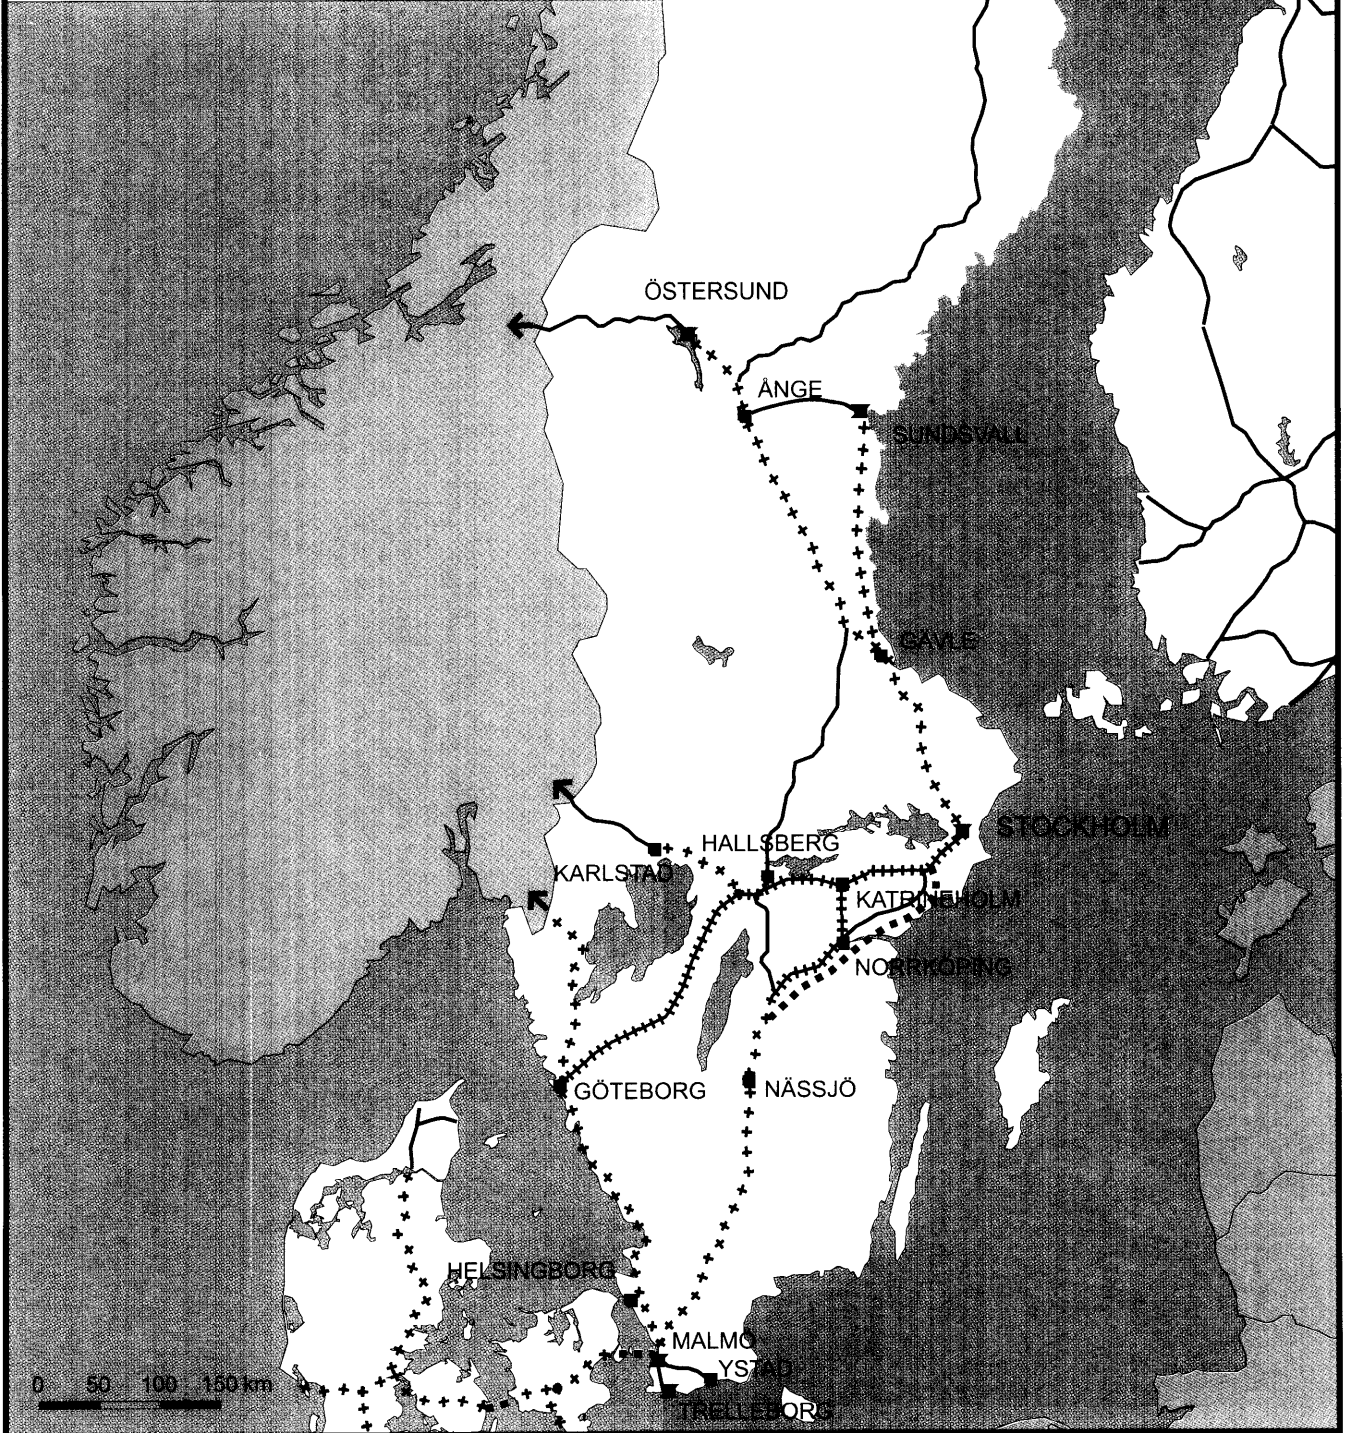 ÖSTERSUND
ÅNGE
SUNDSVALL
GÄVLE
STOCKHOLM
HALLSBERG
KARLSTAD
KATRINEHOLM
NORRKÖPING
GÖTEBORG
NÄSSJÖ
HELSINGBORG
MALMÖ
YSTAD
0 50 100 150 km
TRELLEBORG